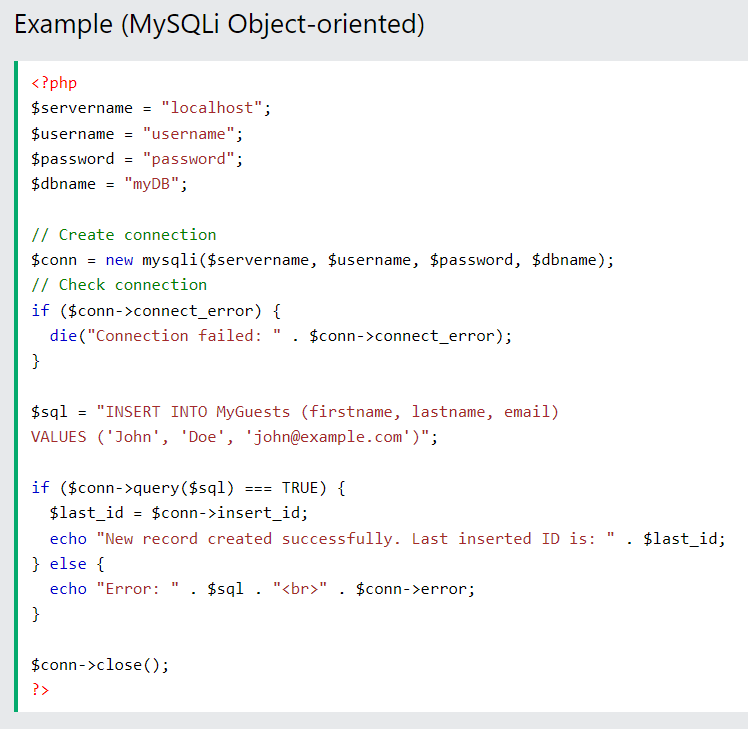 Example (MySQLi Object-oriented)
<?php
$servername = "localhost";
$username = "username";
$password = "password";
$dbname = "myDB";
// Create connection
$conn = new mysqli($servername, $username, $password, $dbname);
// Check connection
if ($conn->connect_error) {
  die("Connection failed: " . $conn->connect_error);
}
$sql = "INSERT INTO MyGuests (firstname, lastname, email)
VALUES ('John', 'Doe', 'john@example.com')";
if ($conn->query($sql) === TRUE) {
  $last_id = $conn->insert_id;
  echo "New record created successfully. Last inserted ID is: " . $last_id;
} else {
  echo "Error: " . $sql . "<br>" . $conn->error;
}
$conn->close();
?>